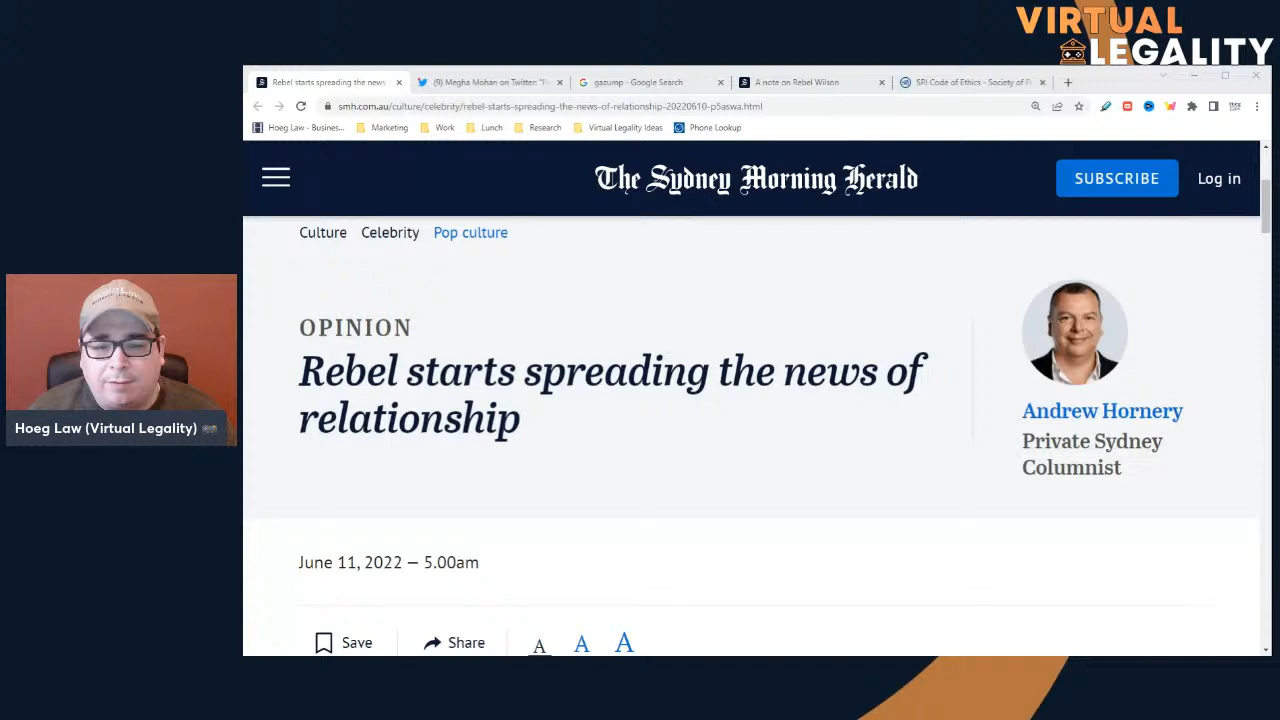 VIRTUAL
LEGALITY
Rebel starts spreading the news
(9) Megha Mohan on Twitter: "
gazump - Google Search
A note on Rebel Wilson
SPJ Code of Ethics - Society of P
smh.com.au/culture/celebrity/rebel-starts-spreading-the-news-of-relationship-20220610-p5aswa.html
Hoeg Law - Busines...
Marketing
Work
Lunch
Research
Virtual Legality Ideas
Phone Lookup
The Sydney Morning Herald
SUBSCRIBE
Log in
Culture Celebrity Pop culture
OPINION
Rebel starts spreading the news of
relationship
Andrew Hornery
Private Sydney
Columnist
Hoeg Law (Virtual Legality)
June 11, 2022 — 5.00am
Save
Share
A A A